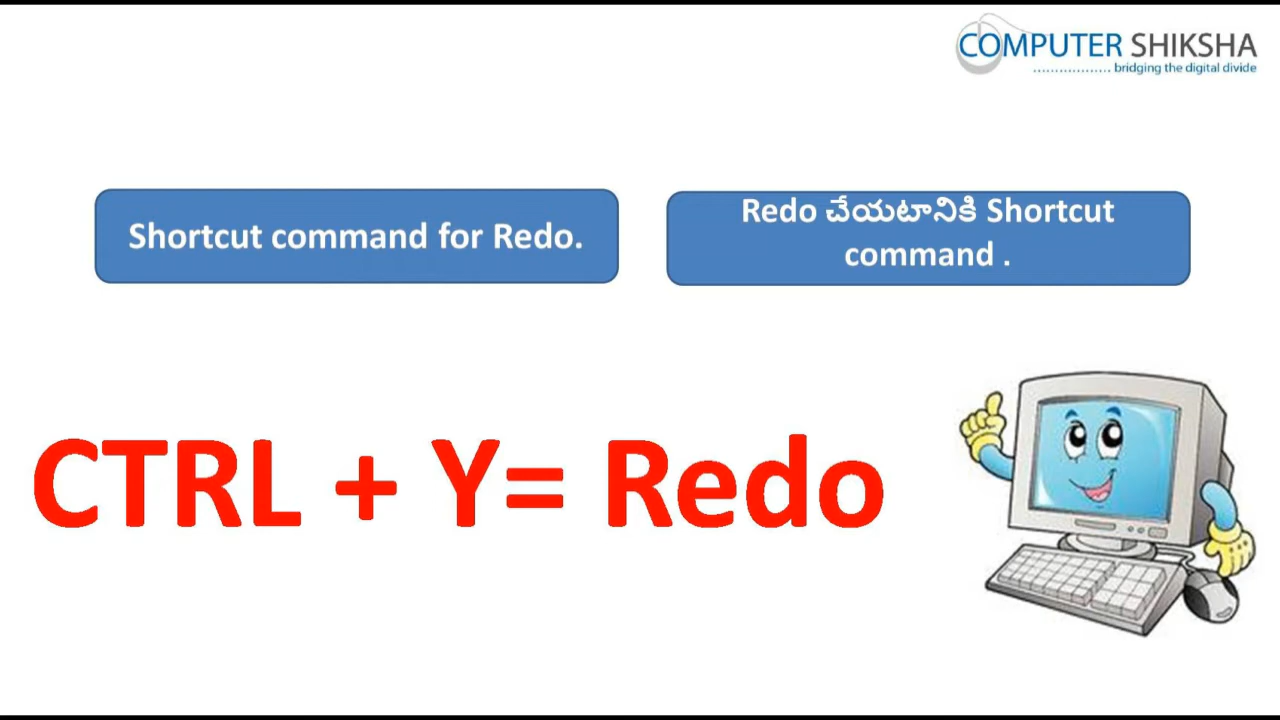 COMPUTER SHIKSHA
.................. bridging the digital divide
Shortcut command for Redo.
Redo చేయటానికి Shortcut
command .
CTRL + Y= Redo